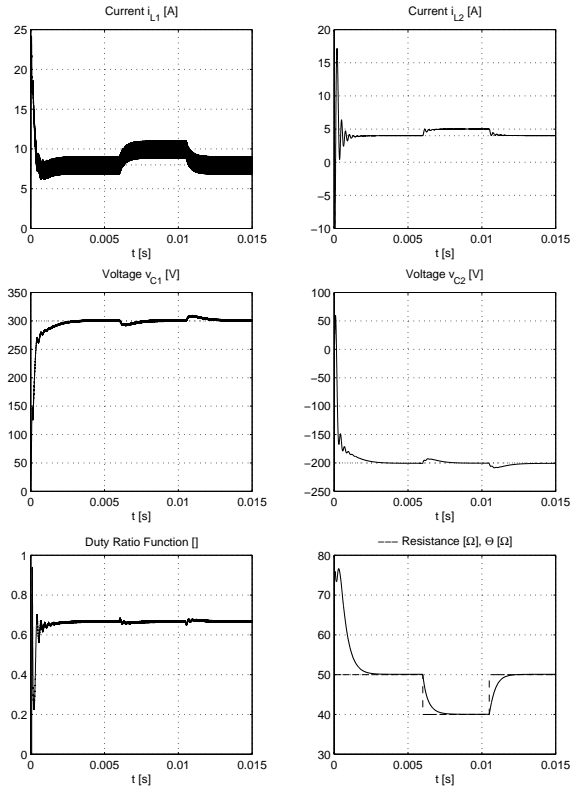 Current i_L1 [A]
25
20
15
10
5
0
0 0.005 0.01 0.015
t [s]
Current i_L2 [A]
20
15
10
5
0
−5
−10
0 0.005 0.01 0.015
t [s]
Voltage v_C1 [V]
350
300
250
200
150
100
50
0
0 0.005 0.01 0.015
t [s]
Voltage v_C2 [V]
100
50
0
−50
−100
−150
−200
−250
0 0.005 0.01 0.015
t [s]
Duty Ratio Function []
1
0.8
0.6
0.4
0.2
0
0 0.005 0.01 0.015
t [s]
−−− Resistance [Ω], Θ [Ω]
80
70
60
50
40
30
0 0.005 0.01 0.015
t [s]